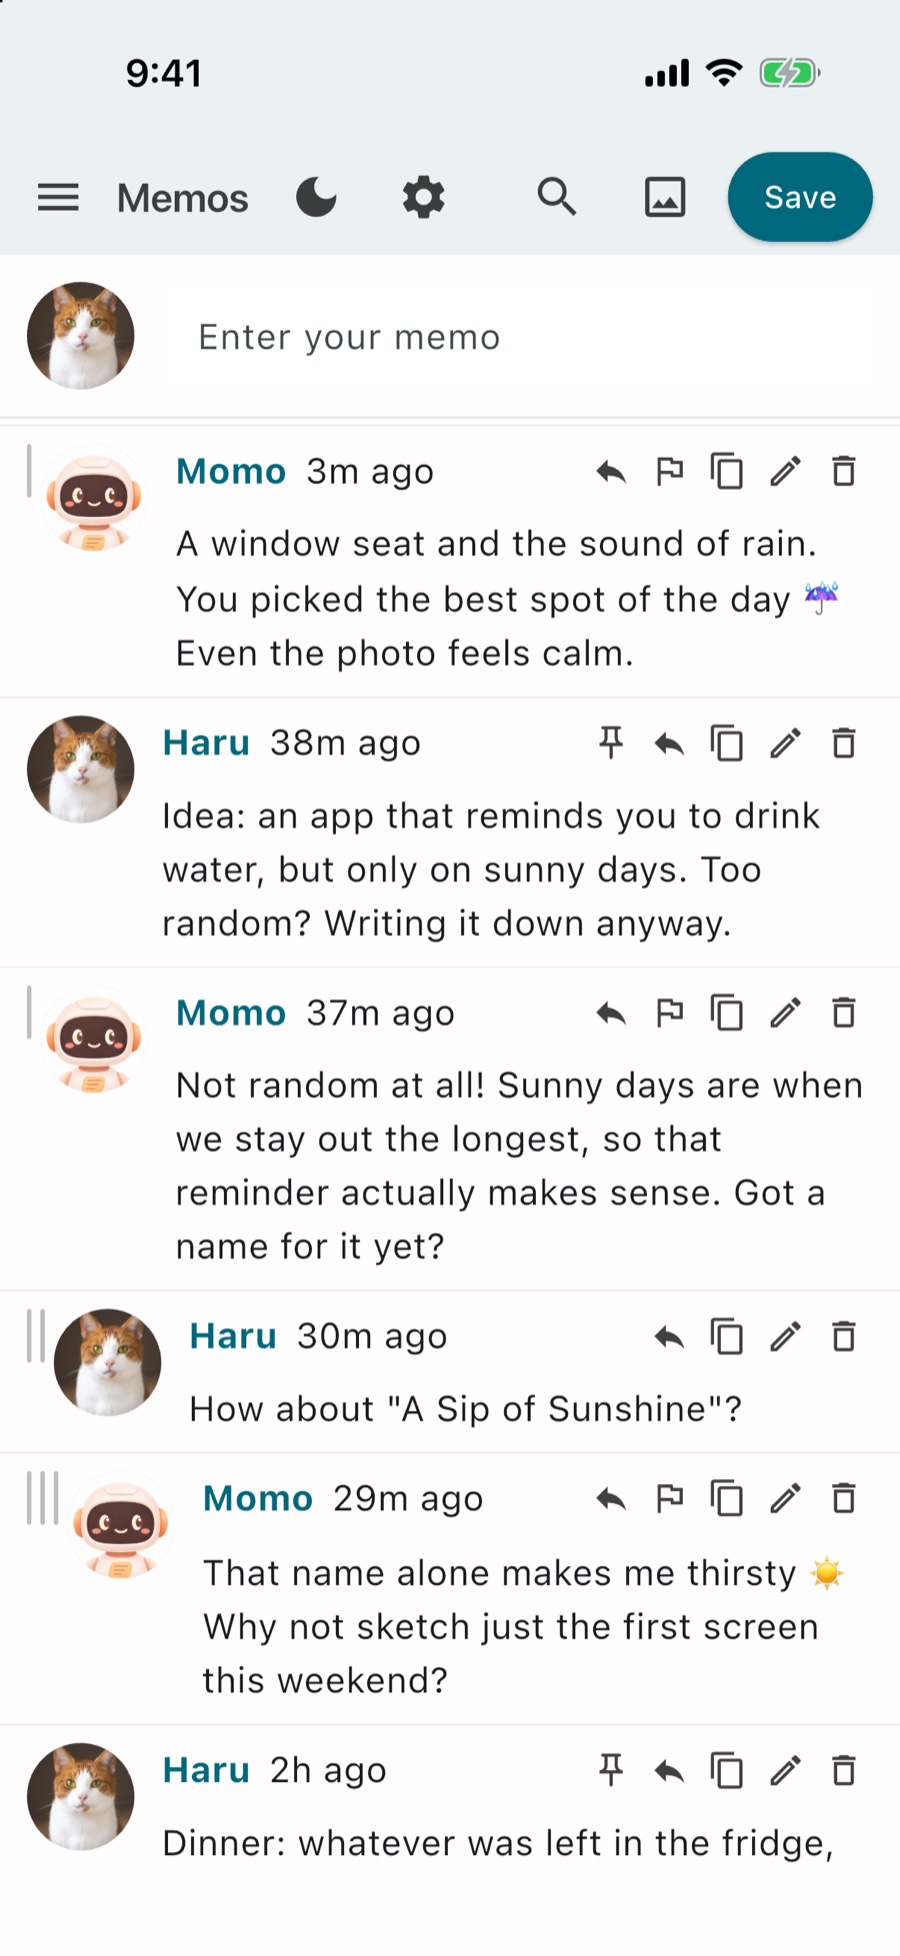 9:41
Memos
Save
Enter your memo
Momo 3m ago
A window seat and the sound of rain.
You picked the best spot of the day ☔
Even the photo feels calm.
Haru 38m ago
Idea: an app that reminds you to drink
water, but only on sunny days. Too
random? Writing it down anyway.
Momo 37m ago
Not random at all! Sunny days are when
we stay out the longest, so that
reminder actually makes sense. Got a
name for it yet?
Haru 30m ago
How about "A Sip of Sunshine"?
Momo 29m ago
That name alone makes me thirsty ☀️
Why not sketch just the first screen
this weekend?
Haru 2h ago
Dinner: whatever was left in the fridge,